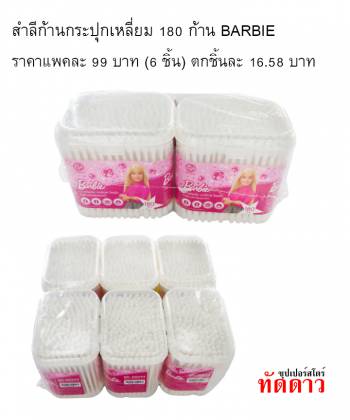 สำลีก้านกระปุกเหลี่ยม 180 ก้าน BARBIE
ราคาแพคละ 99 บาท (6 ชิ้น) ตกชิ้นละ 16.58 บาท
Barbie
Barbie
ซุปเปอร์สโตร์
ทัดดาว